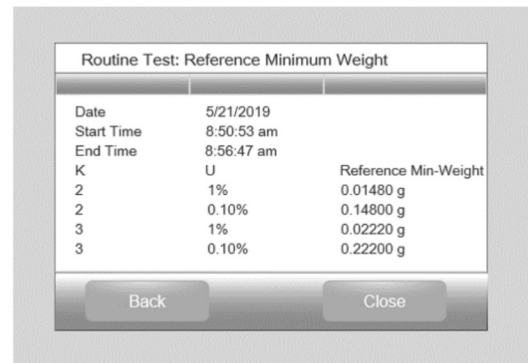 Routine Test: Reference Minimum Weight
Date 5/21/2019
Start Time 8:50:53 am
End Time 8:56:47 am
K U Reference Min-Weight
2 1% 0.01480 g
2 0.10% 0.14800 g
3 1% 0.02220 g
3 0.10% 0.22200 g
Back Close